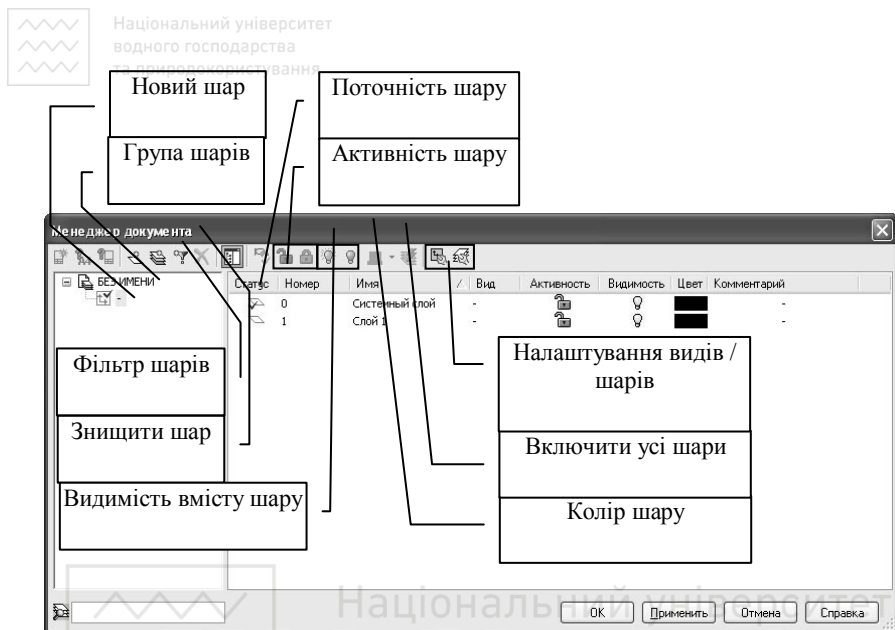 Національний університет
водного господарства
та природокористування
Новий шар
Поточність шару
Група шарів
Активність шару
Менеджер документа
БЕЗ ИМЕНИ
-
Статус Номер Имя / Вид Активность Видимость Цвет Комментарий
0 Системный слой - -
1 Слой 1 - -
Фільтр шарів
Налаштування видів /
шарів
Знищити шар
Включити усі шари
Видимість вмісту шару
Колір шару
Національний університет
OK Применить Отмена Справка